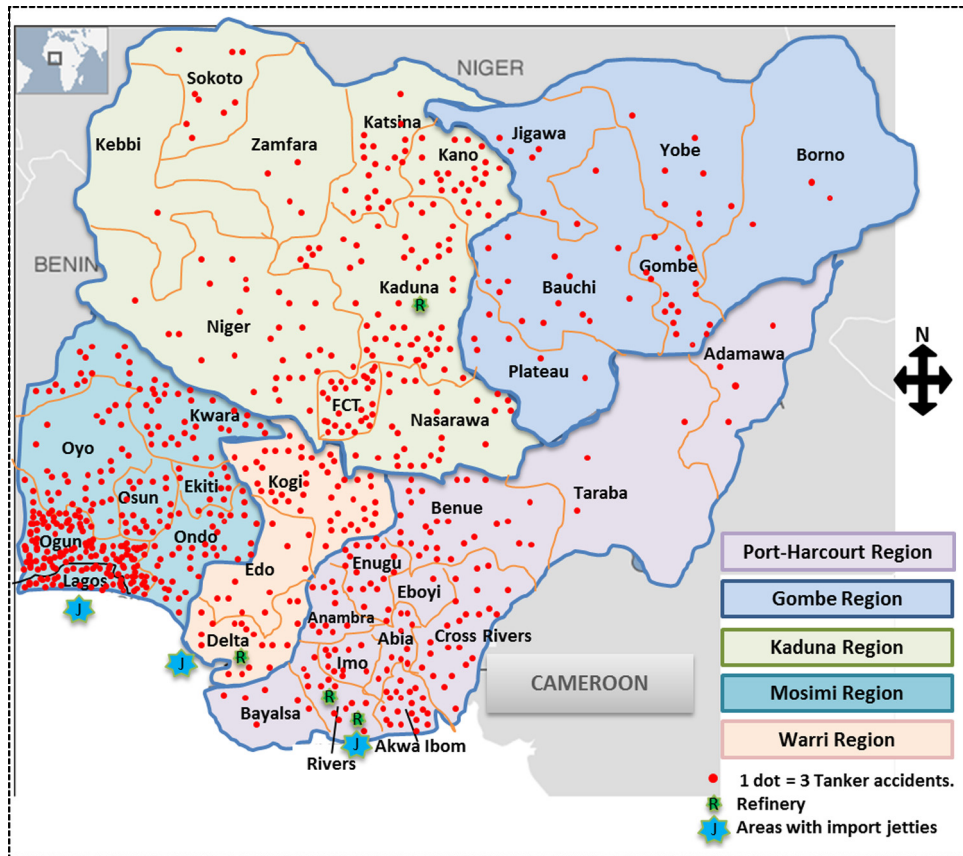 NIGER
Sokoto
Katsina
Jigawa
Kebbi
Zamfara
Kano
Yobe
Borno
BENIN
Gombe
Kaduna
R
Bauchi
Niger
N
Adamawa
Plateau
FCT
Kwara
Nasarawa
Oyo
Kogi
Ekiti
Osun
Taraba
Benue
Ondo
Ogun
Port-Harcourt Region
Enugu
Edo
Lagos
Eboyi
Gombe Region
J
Anambra
Cross Rivers
Abia
Delta
Kaduna Region
R
J
Imo
CAMEROON
Mosimi Region
R
Bayalsa
R
Warri Region
J
Akwa Ibom
Rivers
1 dot = 3 Tanker accidents.
R Refinery
J Areas with import jetties